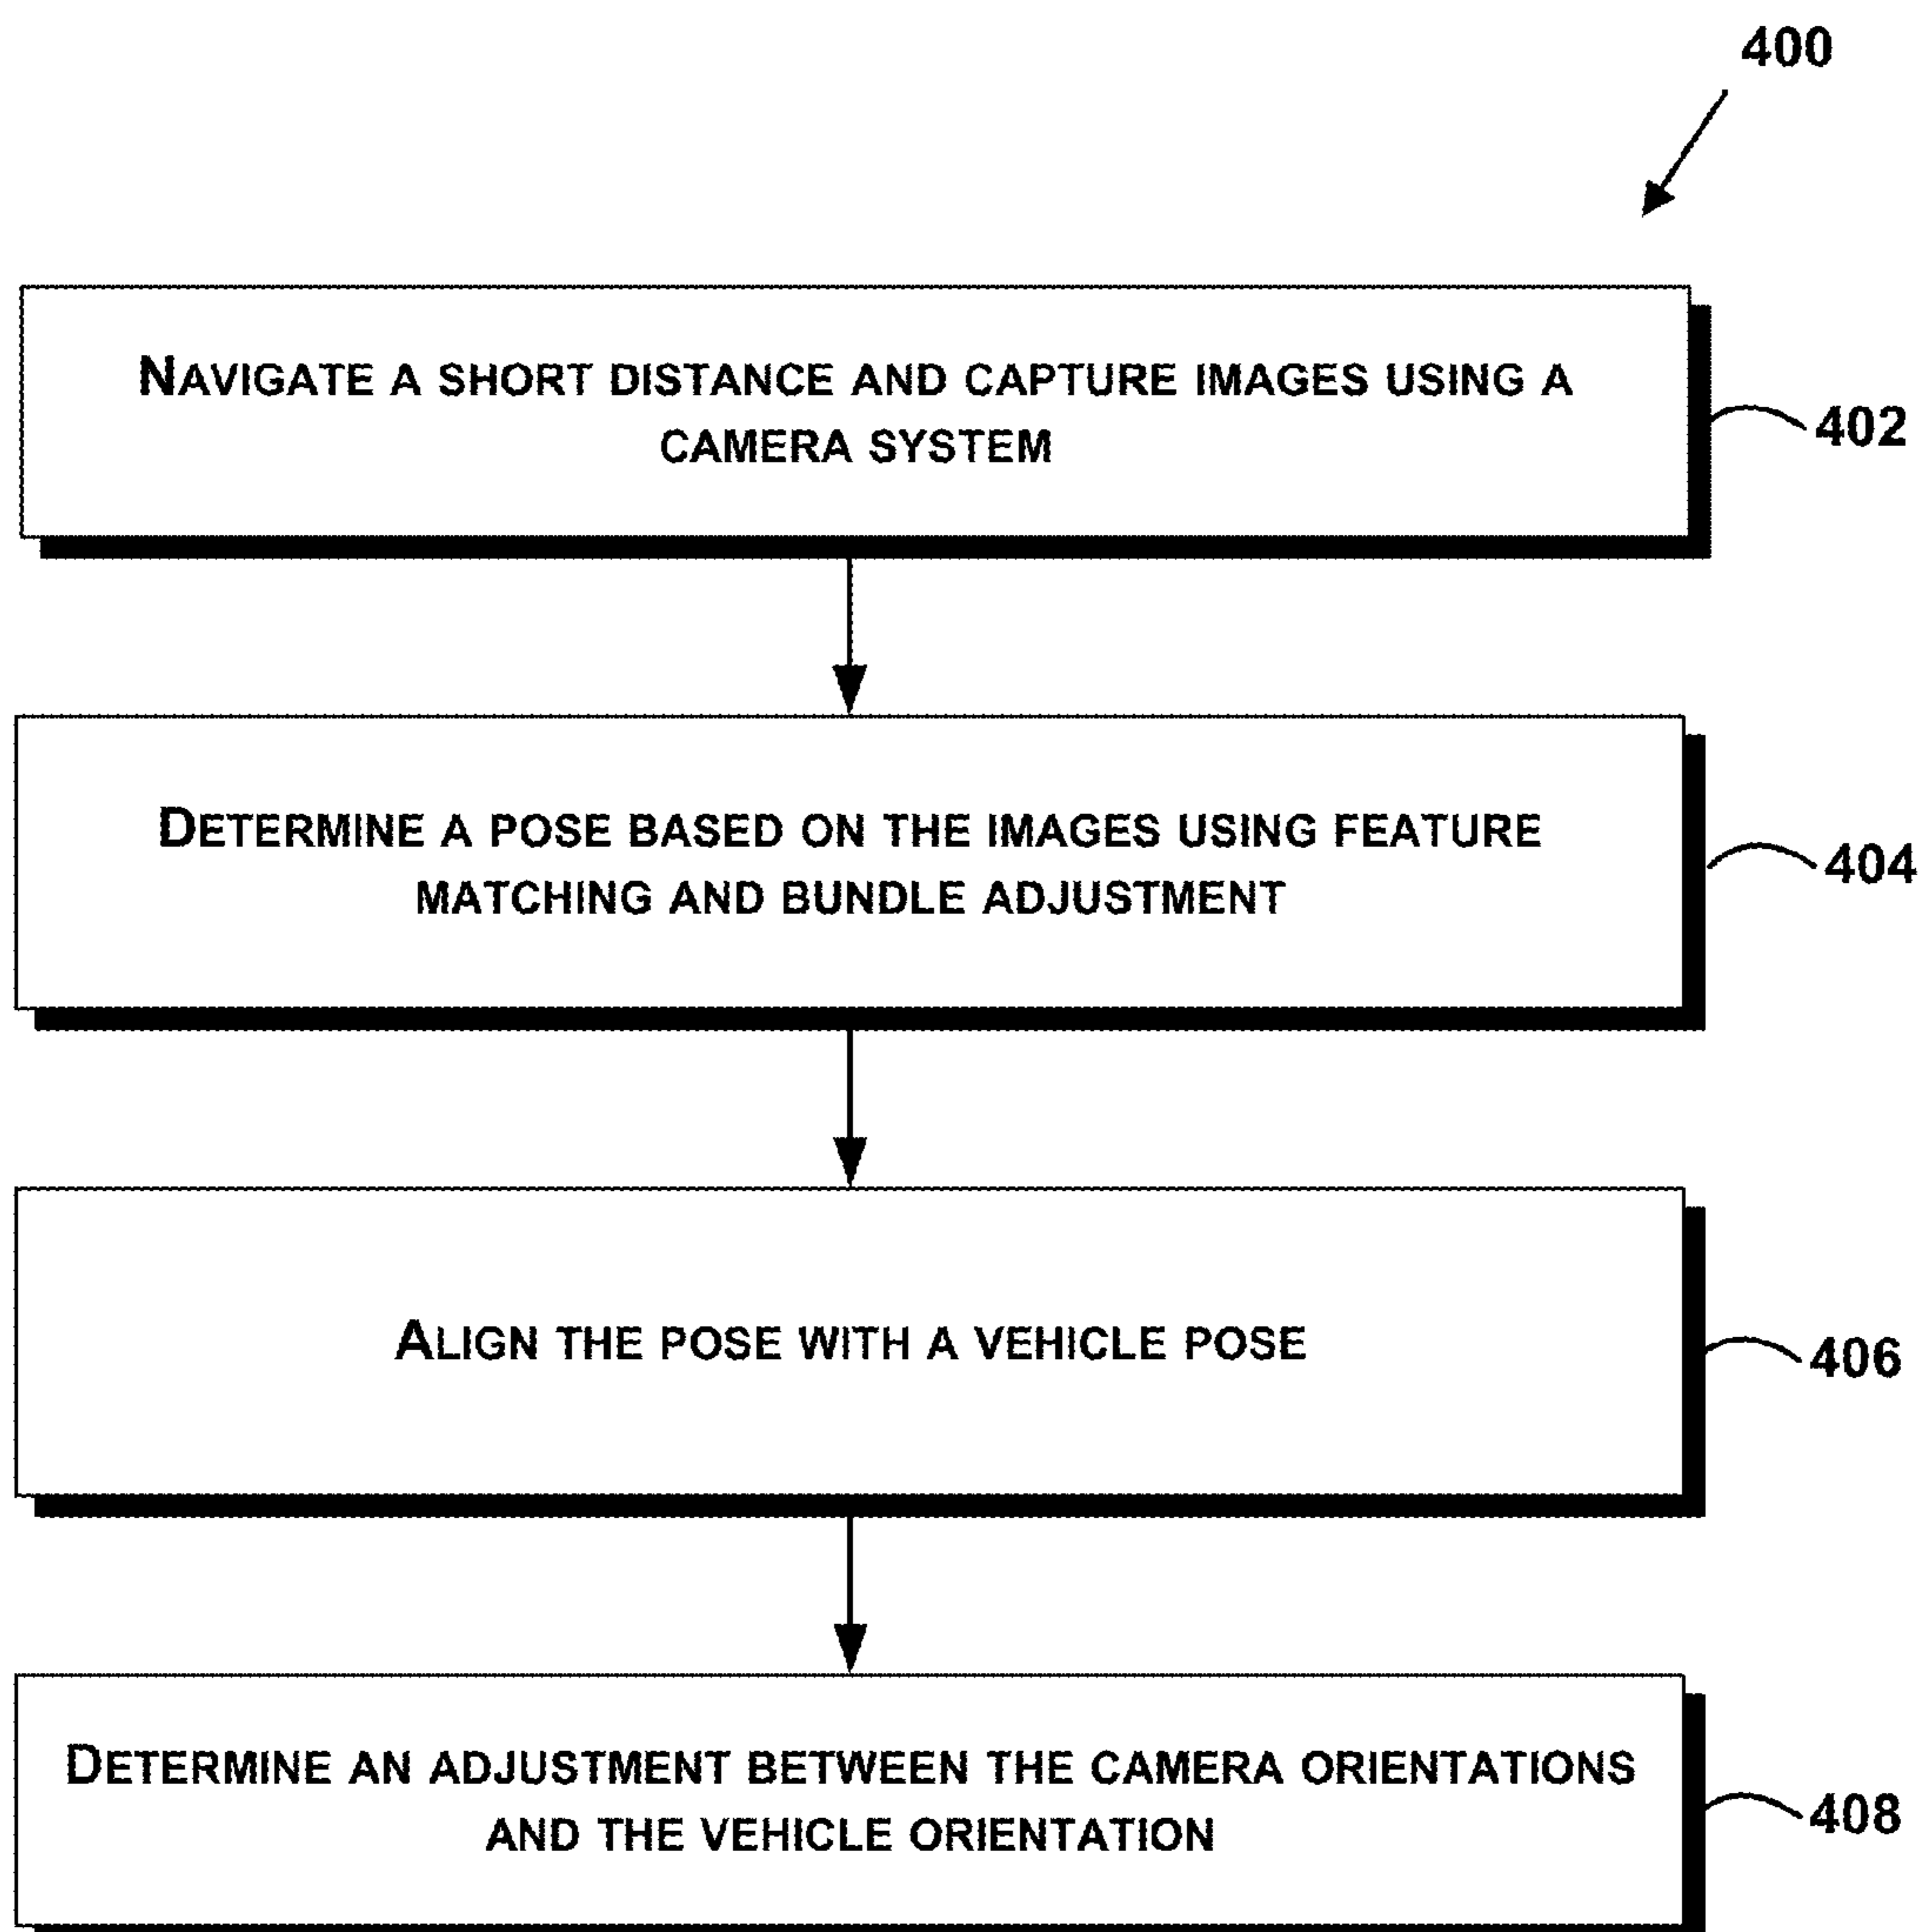 400
NAVIGATE A SHORT DISTANCE AND CAPTURE IMAGES USING A
CAMERA SYSTEM
402
DETERMINE A POSE BASED ON THE IMAGES USING FEATURE
MATCHING AND BUNDLE ADJUSTMENT
404
ALIGN THE POSE WITH A VEHICLE POSE
406
DETERMINE AN ADJUSTMENT BETWEEN THE CAMERA ORIENTATIONS
AND THE VEHICLE ORIENTATION
408